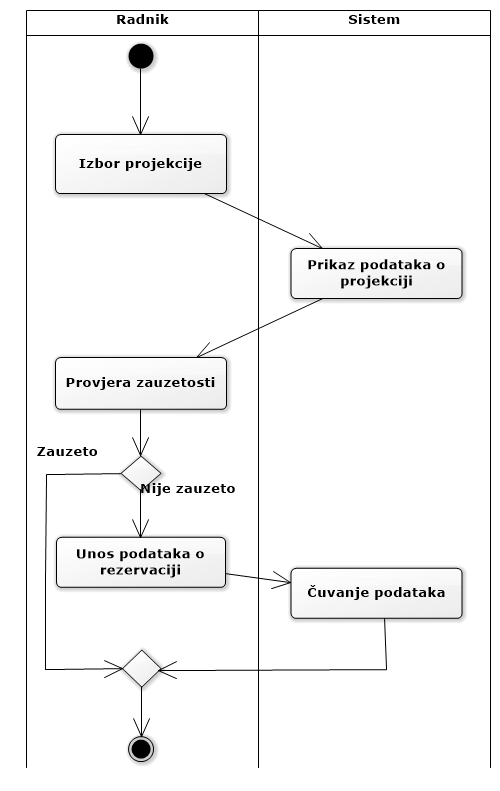 Radnik
Sistem
Izbor projekcije
Prikaz podataka o
projekciji
Provjera zauzetosti
Zauzeto
Nije zauzeto
Unos podataka o
rezervaciji
Čuvanje podataka